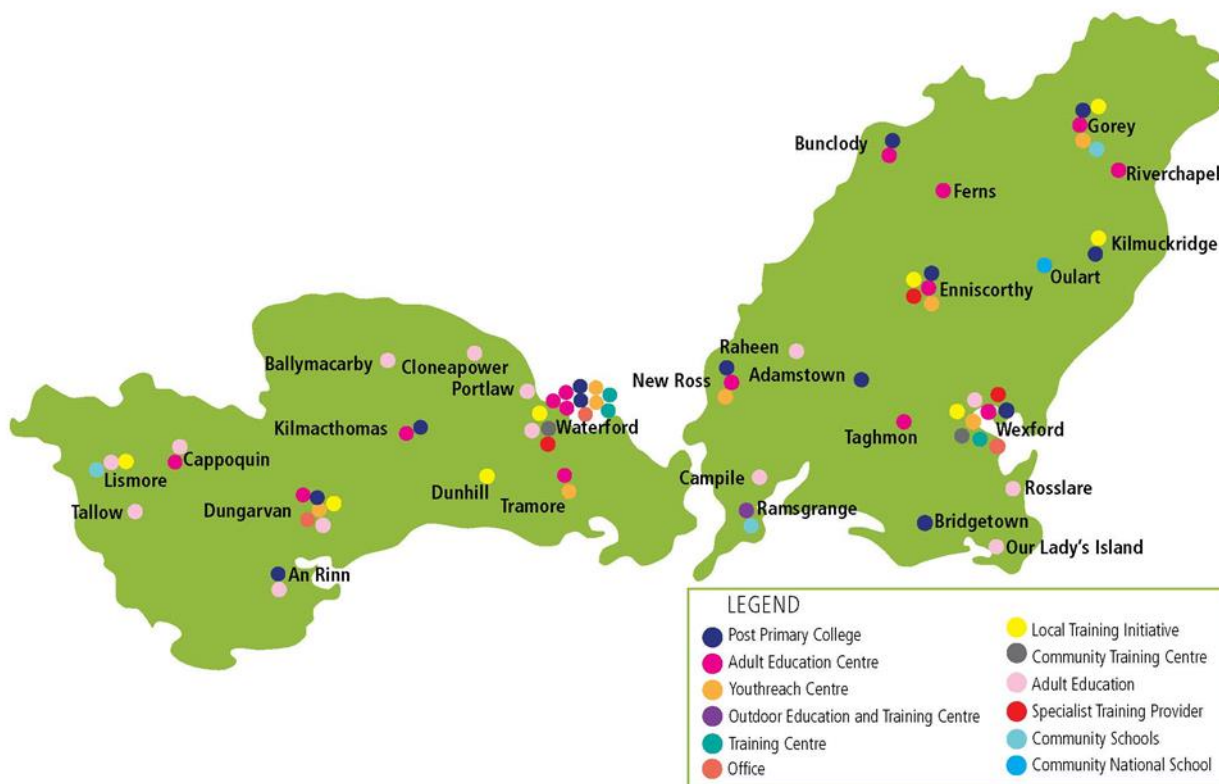 Gorey
Bunclody
Riverchapel
Ferns
Kilmuckridge
Oulart
Enniscorthy
Raheen
Ballymacarby
Cloneapower
New Ross
Adamstown
Portlaw
Waterford
Wexford
Kilmacthomas
Taghmon
Cappoquin
Lismore
Dunhill
Campile
Rosslare
Tramore
Tallow
Dungarvan
Ramsgrange
Bridgetown
Our Lady's Island
An Rinn
LEGEND
Post Primary College
Adult Education Centre
Youthreach Centre
Outdoor Education and Training Centre
Training Centre
Office
Local Training Initiative
Community Training Centre
Adult Education
Specialist Training Provider
Community Schools
Community National School